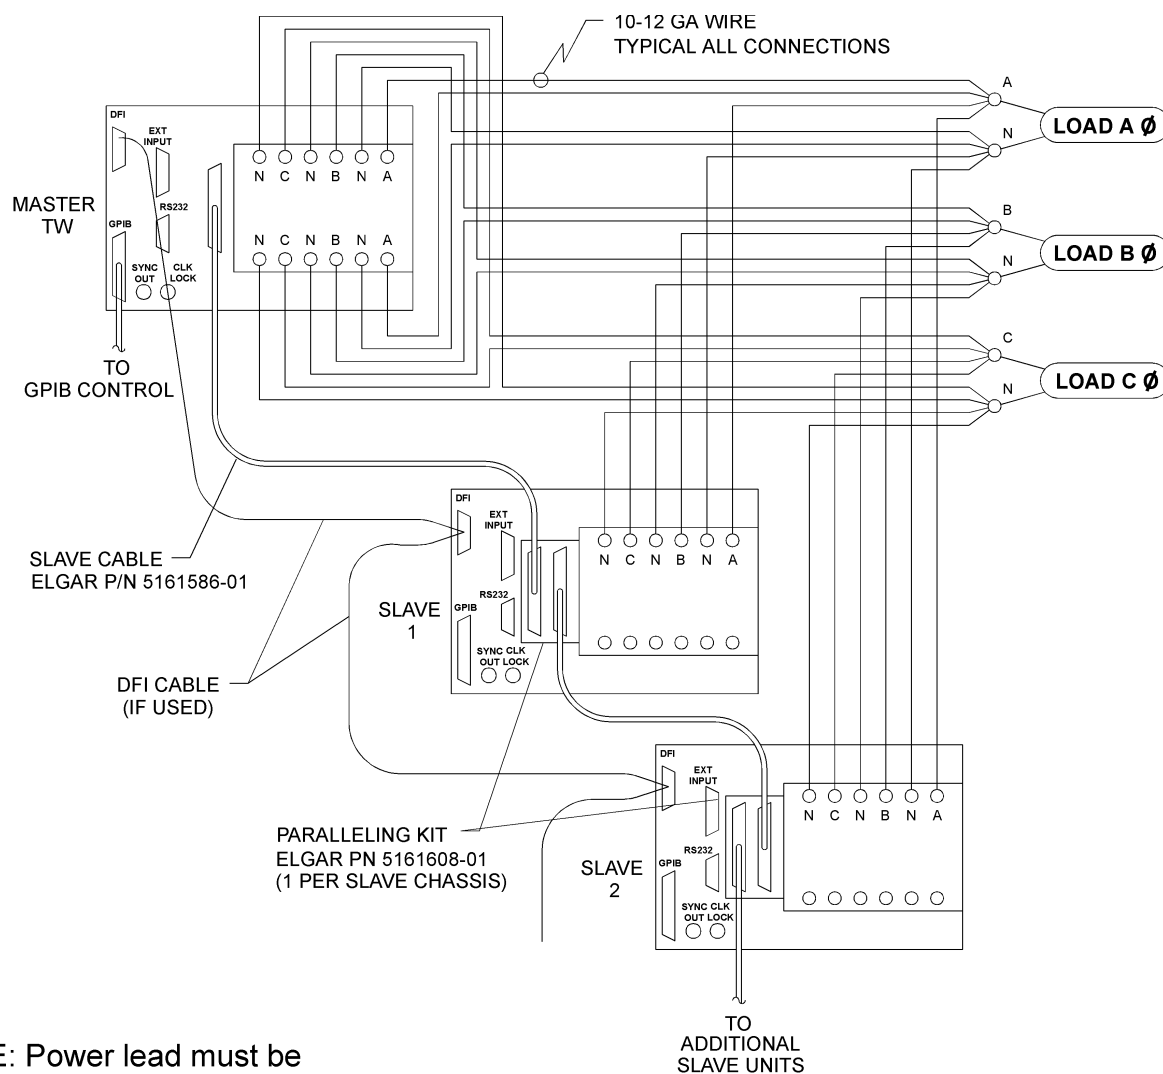 10-12 GA WIRE
TYPICAL ALL CONNECTIONS
A
LOAD A Ø
N
B
LOAD B Ø
N
C
LOAD C Ø
N
MASTER
TW
DFI
EXT
INPUT
RS232
GPIB
SYNC
OUT
CLK
LOCK
N C N B N A
N C N B N A
TO
GPIB CONTROL
SLAVE CABLE
ELGAR P/N 5161586-01
DFI CABLE
(IF USED)
SLAVE
1
DFI
EXT
INPUT
RS232
GPIB
SYNC CLK
OUT LOCK
N C N B N A
PARALLELING KIT
ELGAR PN 5161608-01
(1 PER SLAVE CHASSIS)
SLAVE
2
DFI
EXT
INPUT
RS232
GPIB
SYNC CLK
OUT LOCK
N C N B N A
TO
ADDITIONAL
SLAVE UNITS
E: Power lead must be